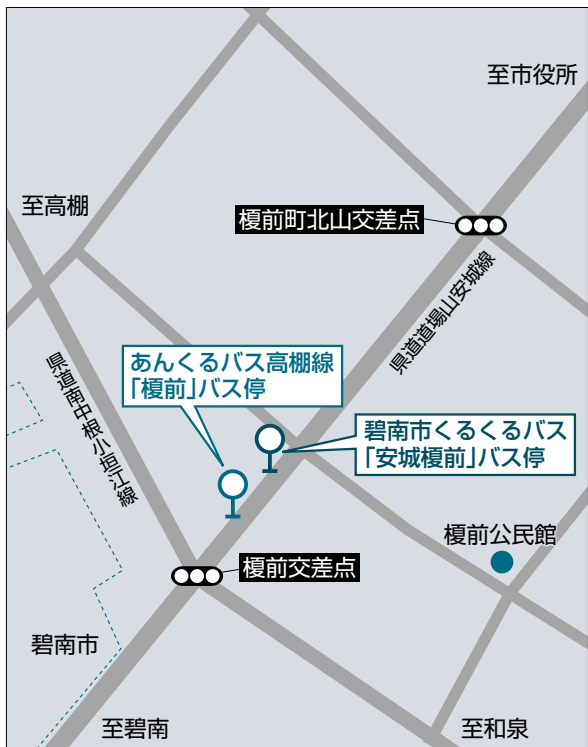 至市役所
至高棚
榎前町北山交差点
県道道場山安城線
県道南中根小垣江線
あんくるバス高棚線
「榎前」バス停
碧南市くるくるバス
「安城榎前」バス停
榎前公民館
榎前交差点
碧南市
至碧南
至和泉